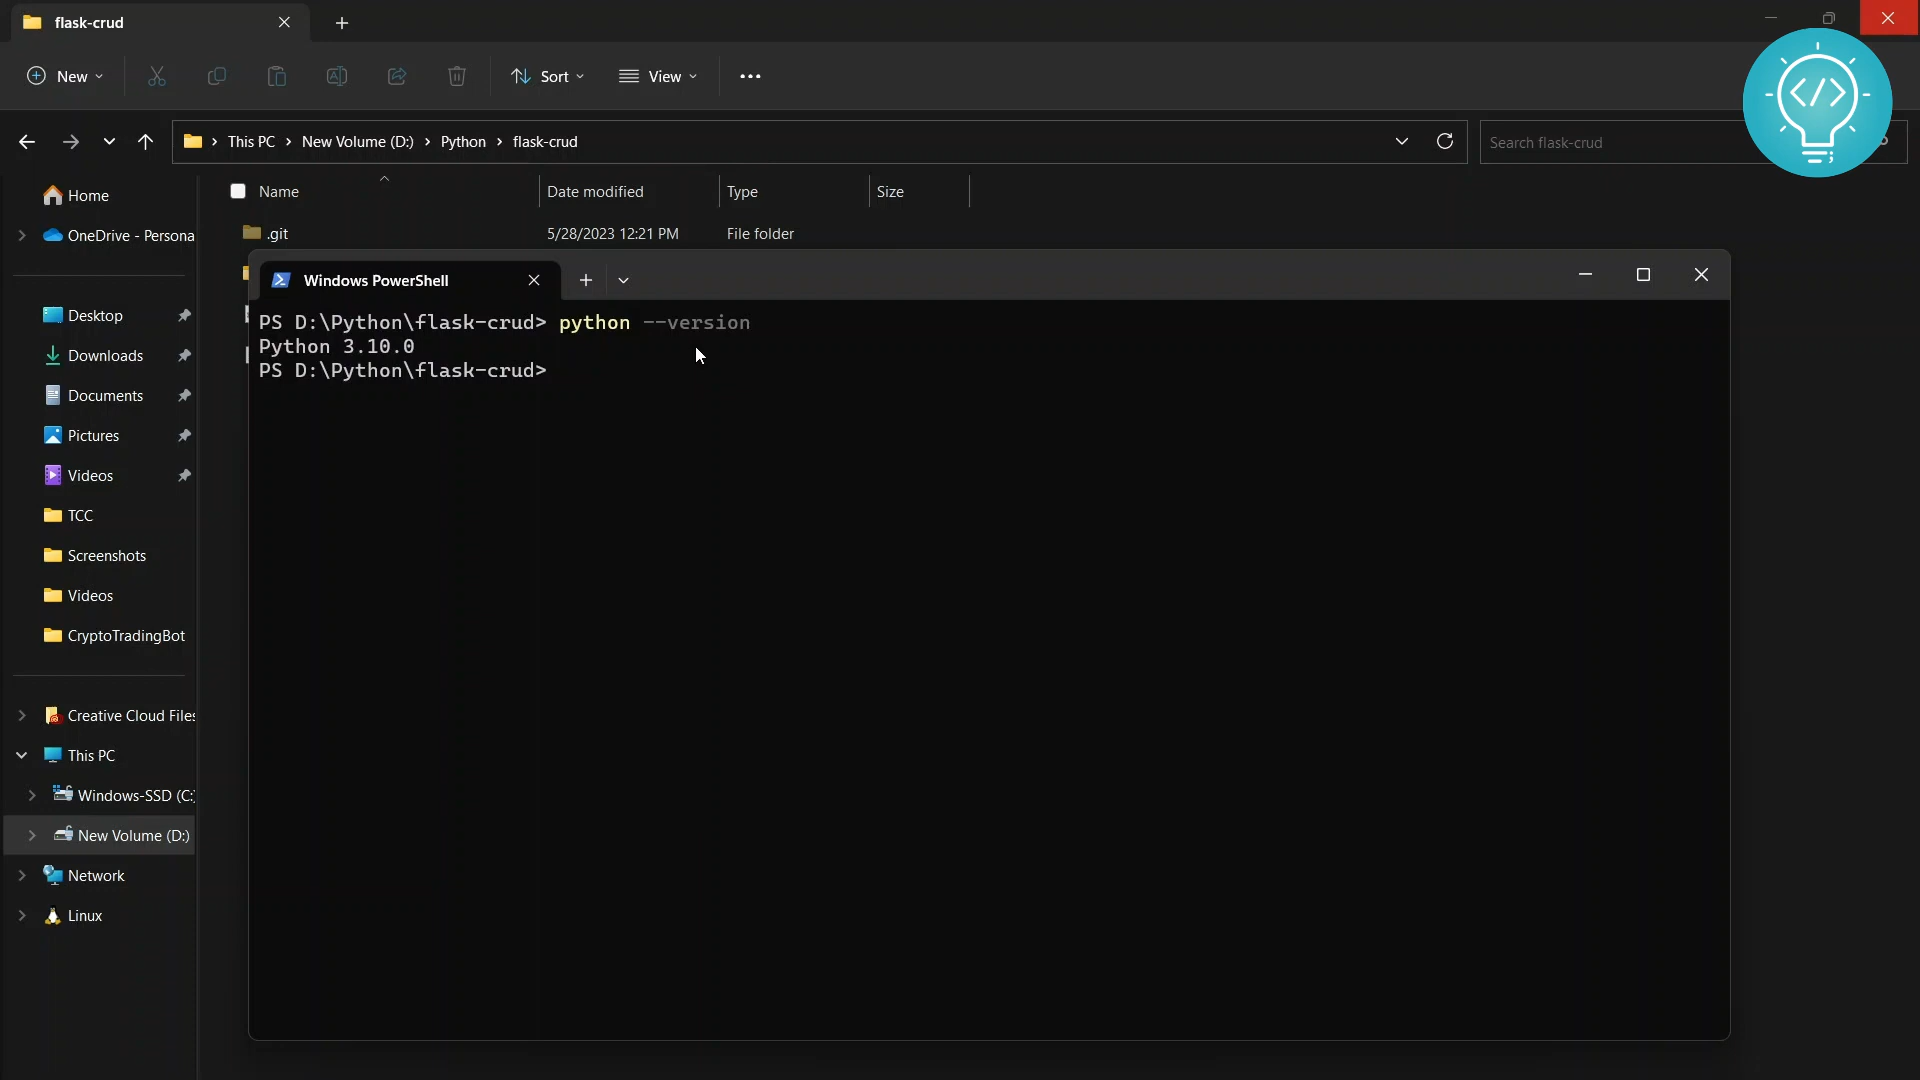 flask-crud
New
Sort
View
This PC > New Volume (D:) > Python > flask-crud
Search flask-crud
Name
Date modified
Type
Size
.git
5/28/2023 12:21 PM
File folder
Home
OneDrive - Persona
Desktop
Downloads
Documents
Pictures
Videos
TCC
Screenshots
Videos
CryptoTradingBot
Creative Cloud Files
This PC
Windows-SSD (C:)
New Volume (D:)
Network
Linux
Windows PowerShell
PS D:\Python\flask-crud> python --version
Python 3.10.0
PS D:\Python\flask-crud>